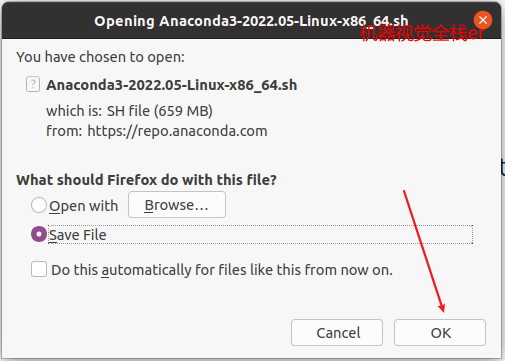 Opening Anaconda3-2022.05-Linux-x86_64.sh
机器视觉全栈er
You have chosen to open:
Anaconda3-2022.05-Linux-x86_64.sh
which is: SH file (659 MB)
from: https://repo.anaconda.com
What should Firefox do with this file?
Open with Browse…
Save File
Do this automatically for files like this from now on.
Cancel OK